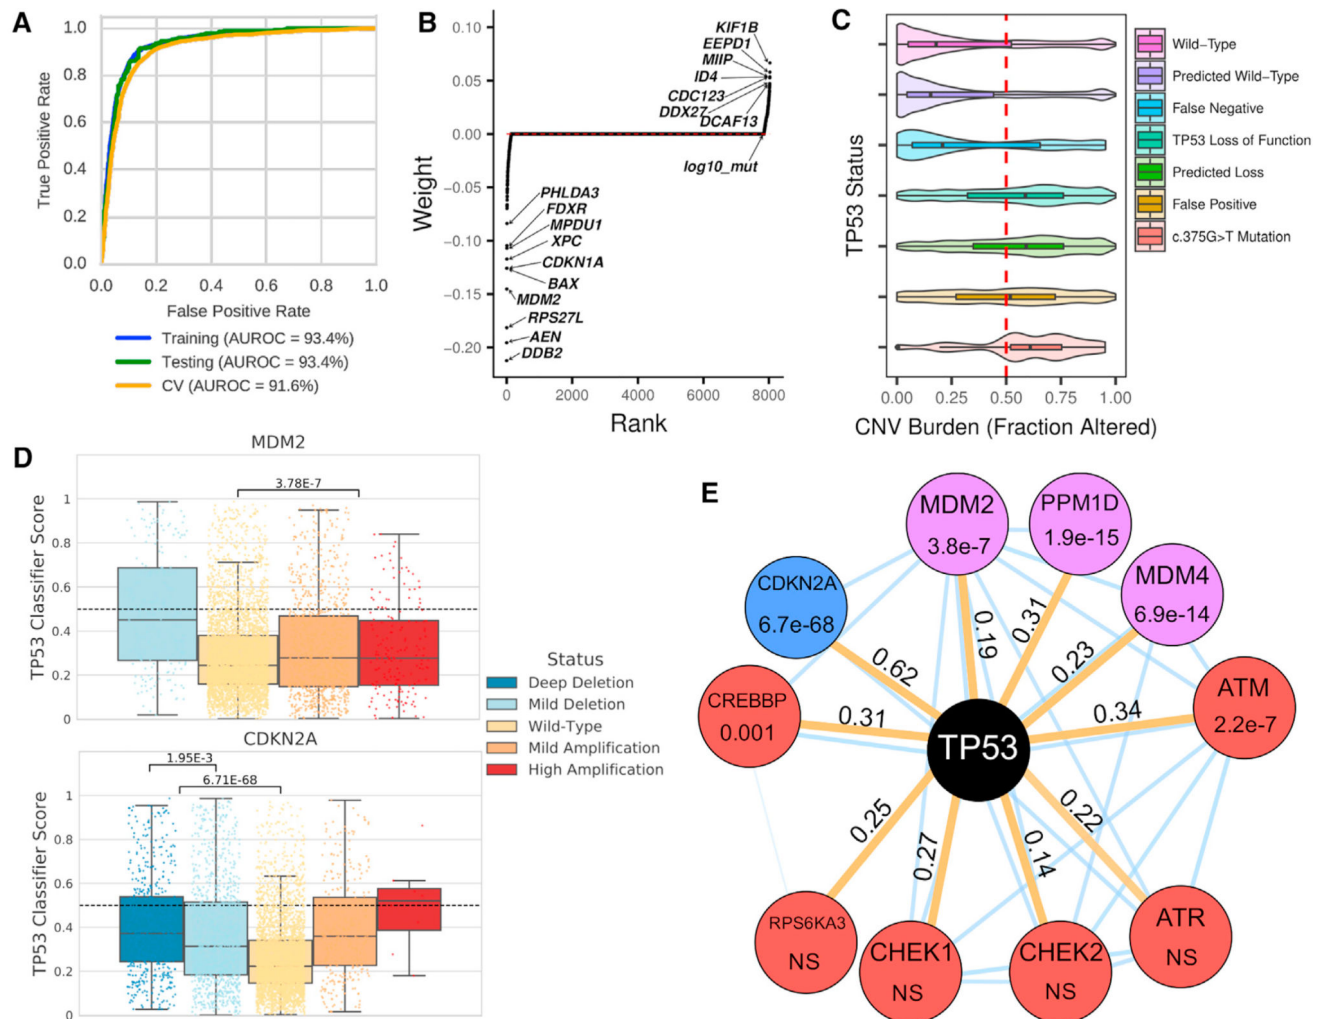 A
True Positive Rate
1.0
0.8
0.6
0.4
0.2
0.0
0.0 0.2 0.4 0.6 0.8 1.0
False Positive Rate
Training (AUROC = 93.4%)
Testing (AUROC = 93.4%)
CV (AUROC = 91.6%)
B
Weight
0.10
0.05
0.00
−0.05
−0.10
−0.15
−0.20
KIF1B
EEPD1
MIIP
ID4
CDC123
DDX27
DCAF13
log10_mut
PHLDA3
FDXR
MPDU1
XPC
CDKN1A
BAX
MDM2
RPS27L
AEN
DDB2
0 2000 4000 6000 8000
Rank
C
TP53 Status
0.00 0.25 0.50 0.75 1.00
CNV Burden (Fraction Altered)
Wild−Type
Predicted Wild−Type
False Negative
TP53 Loss of Function
Predicted Loss
False Positive
c.375G>T Mutation
D
MDM2
TP53 Classifier Score
3.78E-7
1
0.8
0.6
0.4
0.2
0
CDKN2A
TP53 Classifier Score
1.95E-3
6.71E-68
1
0.8
0.6
0.4
0.2
0
Status
Deep Deletion
Mild Deletion
Wild-Type
Mild Amplification
High Amplification
E
MDM2
3.8e-7
PPM1D
1.9e-15
CDKN2A
6.7e-68
MDM4
6.9e-14
CREBBP
0.001
ATM
2.2e-7
TP53
0.19
0.31
0.62
0.23
0.31
0.34
0.25
0.27
0.14
0.22
RPS6KA3
NS
CHEK1
NS
CHEK2
NS
ATR
NS